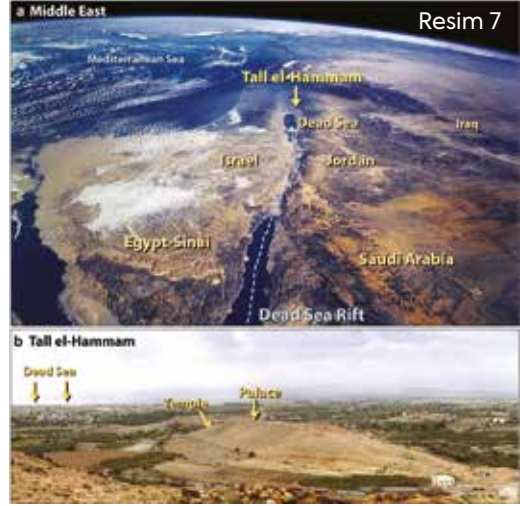 a Middle East
Resim 7
Mediterranean Sea
Tall el-Hammam
Dead Sea
Iraq
Israel
Jordan
Egypt-Sinai
Saudi Arabia
Dead Sea Rift
b Tall el-Hammam
Dead Sea
Temple
Palace